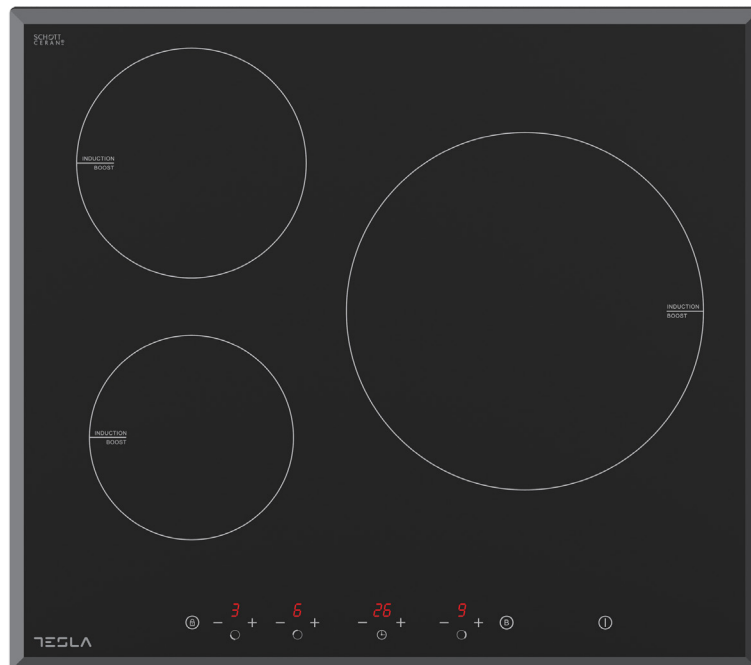 SCHOTT
CERAN®
INDUCTION
BOOST
INDUCTION
BOOST
INDUCTION
BOOST
3 6 26 9
- + - + - + - + B
TESLA